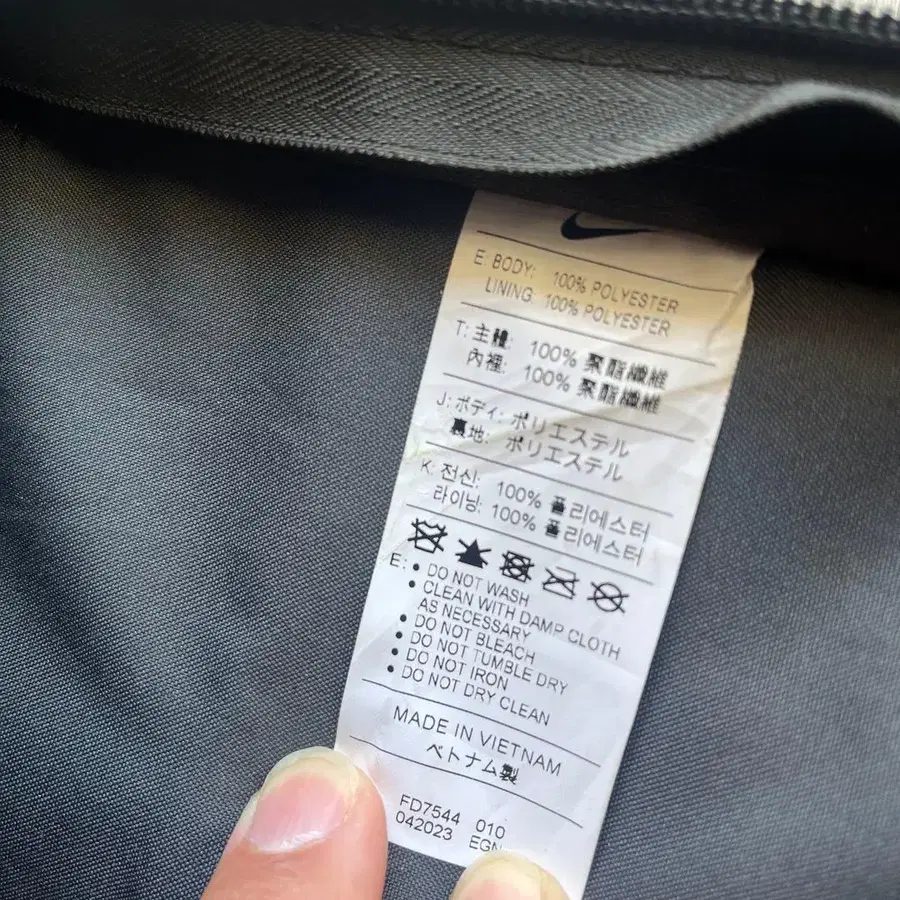 E: BODY: 100% POLYESTER
LINING: 100% POLYESTER
T: 主體: 100% 聚酯纖維
內裡: 100% 聚酯纖維
J: ボディ: ポリエステル
裏地: ポリエステル
K: 전신: 100% 폴리에스터
라이닝: 100% 폴리에스터
E: • DO NOT WASH
• CLEAN WITH DAMP CLOTH
AS NECESSARY
• DO NOT BLEACH
• DO NOT TUMBLE DRY
• DO NOT IRON
• DO NOT DRY CLEAN
MADE IN VIETNAM
ベトナム製
FD7544 010
042023 EGN